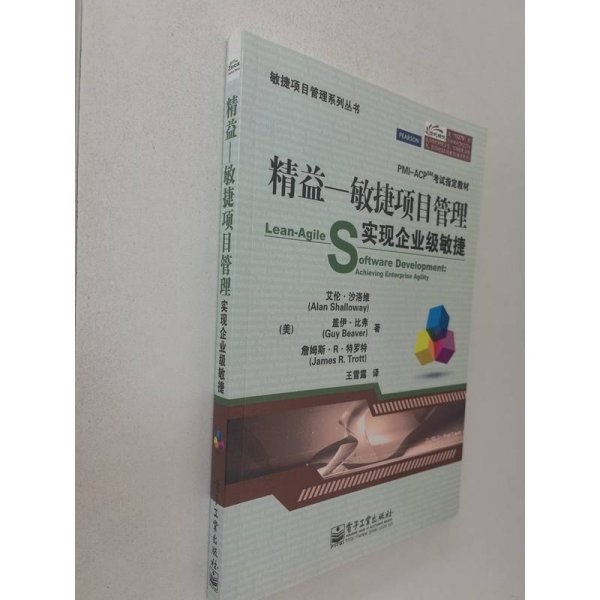 敏捷项目管理系列丛书
PEARSON
PMI-ACP℠考试指定教材
精益—敏捷项目管理
实现企业级敏捷
Lean-Agile
Software Development:
Achieving Enterprise Agility
艾伦·沙洛维
(Alan Shalloway)
(美) 盖伊·比弗 著
(Guy Beaver)
詹姆斯·R·特罗特
(James R. Trott)
王雪露 译
电子工业出版社
精益—敏捷项目管理 实现企业级敏捷
电子工业出版社